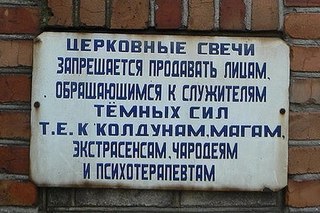 ЦЕРКОВНЫЕ СВЕЧИ
ЗАПРЕЩАЕТСЯ ПРОДАВАТЬ ЛИЦАМ,
ОБРАЩАЮЩИМСЯ К СЛУЖИТЕЛЯМ
ТЁМНЫХ СИЛ
Т.Е. К КОЛДУНАМ, МАГАМ,
ЭКСТРАСЕНСАМ, ЧАРОДЕЯМ
И ПСИХОТЕРАПЕВТАМ